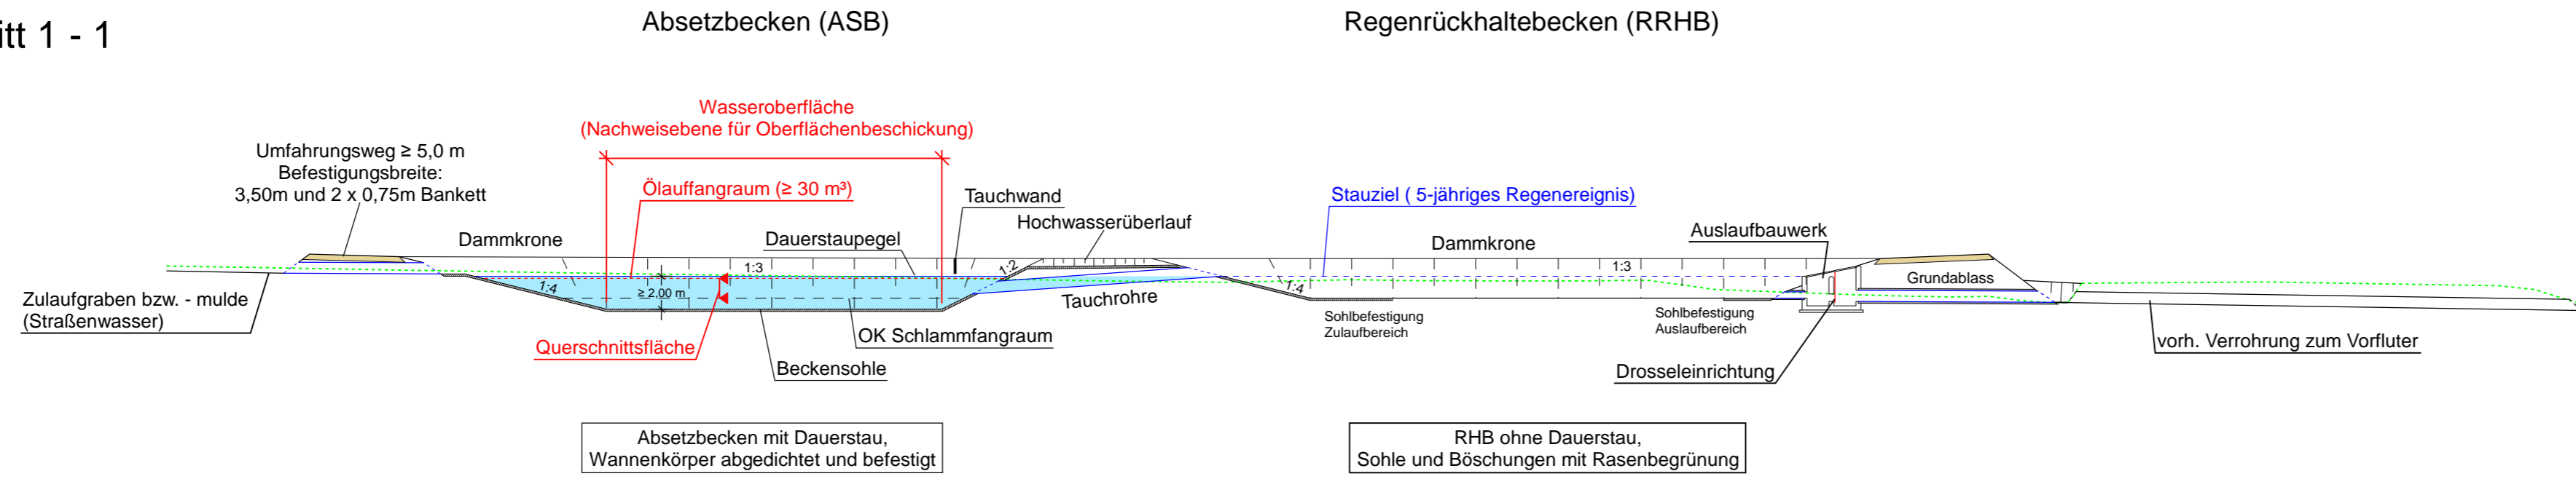 itt 1 - 1
Absetzbecken (ASB)
Regenrückhaltebecken (RRHB)
Wasseroberfläche
(Nachweisebene für Oberflächenbeschickung)
Umfahrungsweg ≥ 5,0 m
Befestigungsbreite:
3,50m und 2 x 0,75m Bankett
Ölauffangraum (≥ 30 m³)
Tauchwand
Hochwasserüberlauf
Stauziel ( 5-jähriges Regenereignis)
Auslaufbauwerk
Dammkrone
Dauerstaupegel
Dammkrone
1:3
1:2
1:3
1:4
≥ 2.00 m
1:4
Grundablass
Zulaufgraben bzw. - mulde
(Straßenwasser)
Tauchrohre
Sohlbefestigung
Zulaufbereich
Sohlbefestigung
Auslaufbereich
Querschnittsfläche
OK Schlammfangraum
vorh. Verrohrung zum Vorfluter
Beckensohle
Drosseleinrichtung
Absetzbecken mit Dauerstau,
Wannenkörper abgedichtet und befestigt
RHB ohne Dauerstau,
Sohle und Böschungen mit Rasenbegrünung